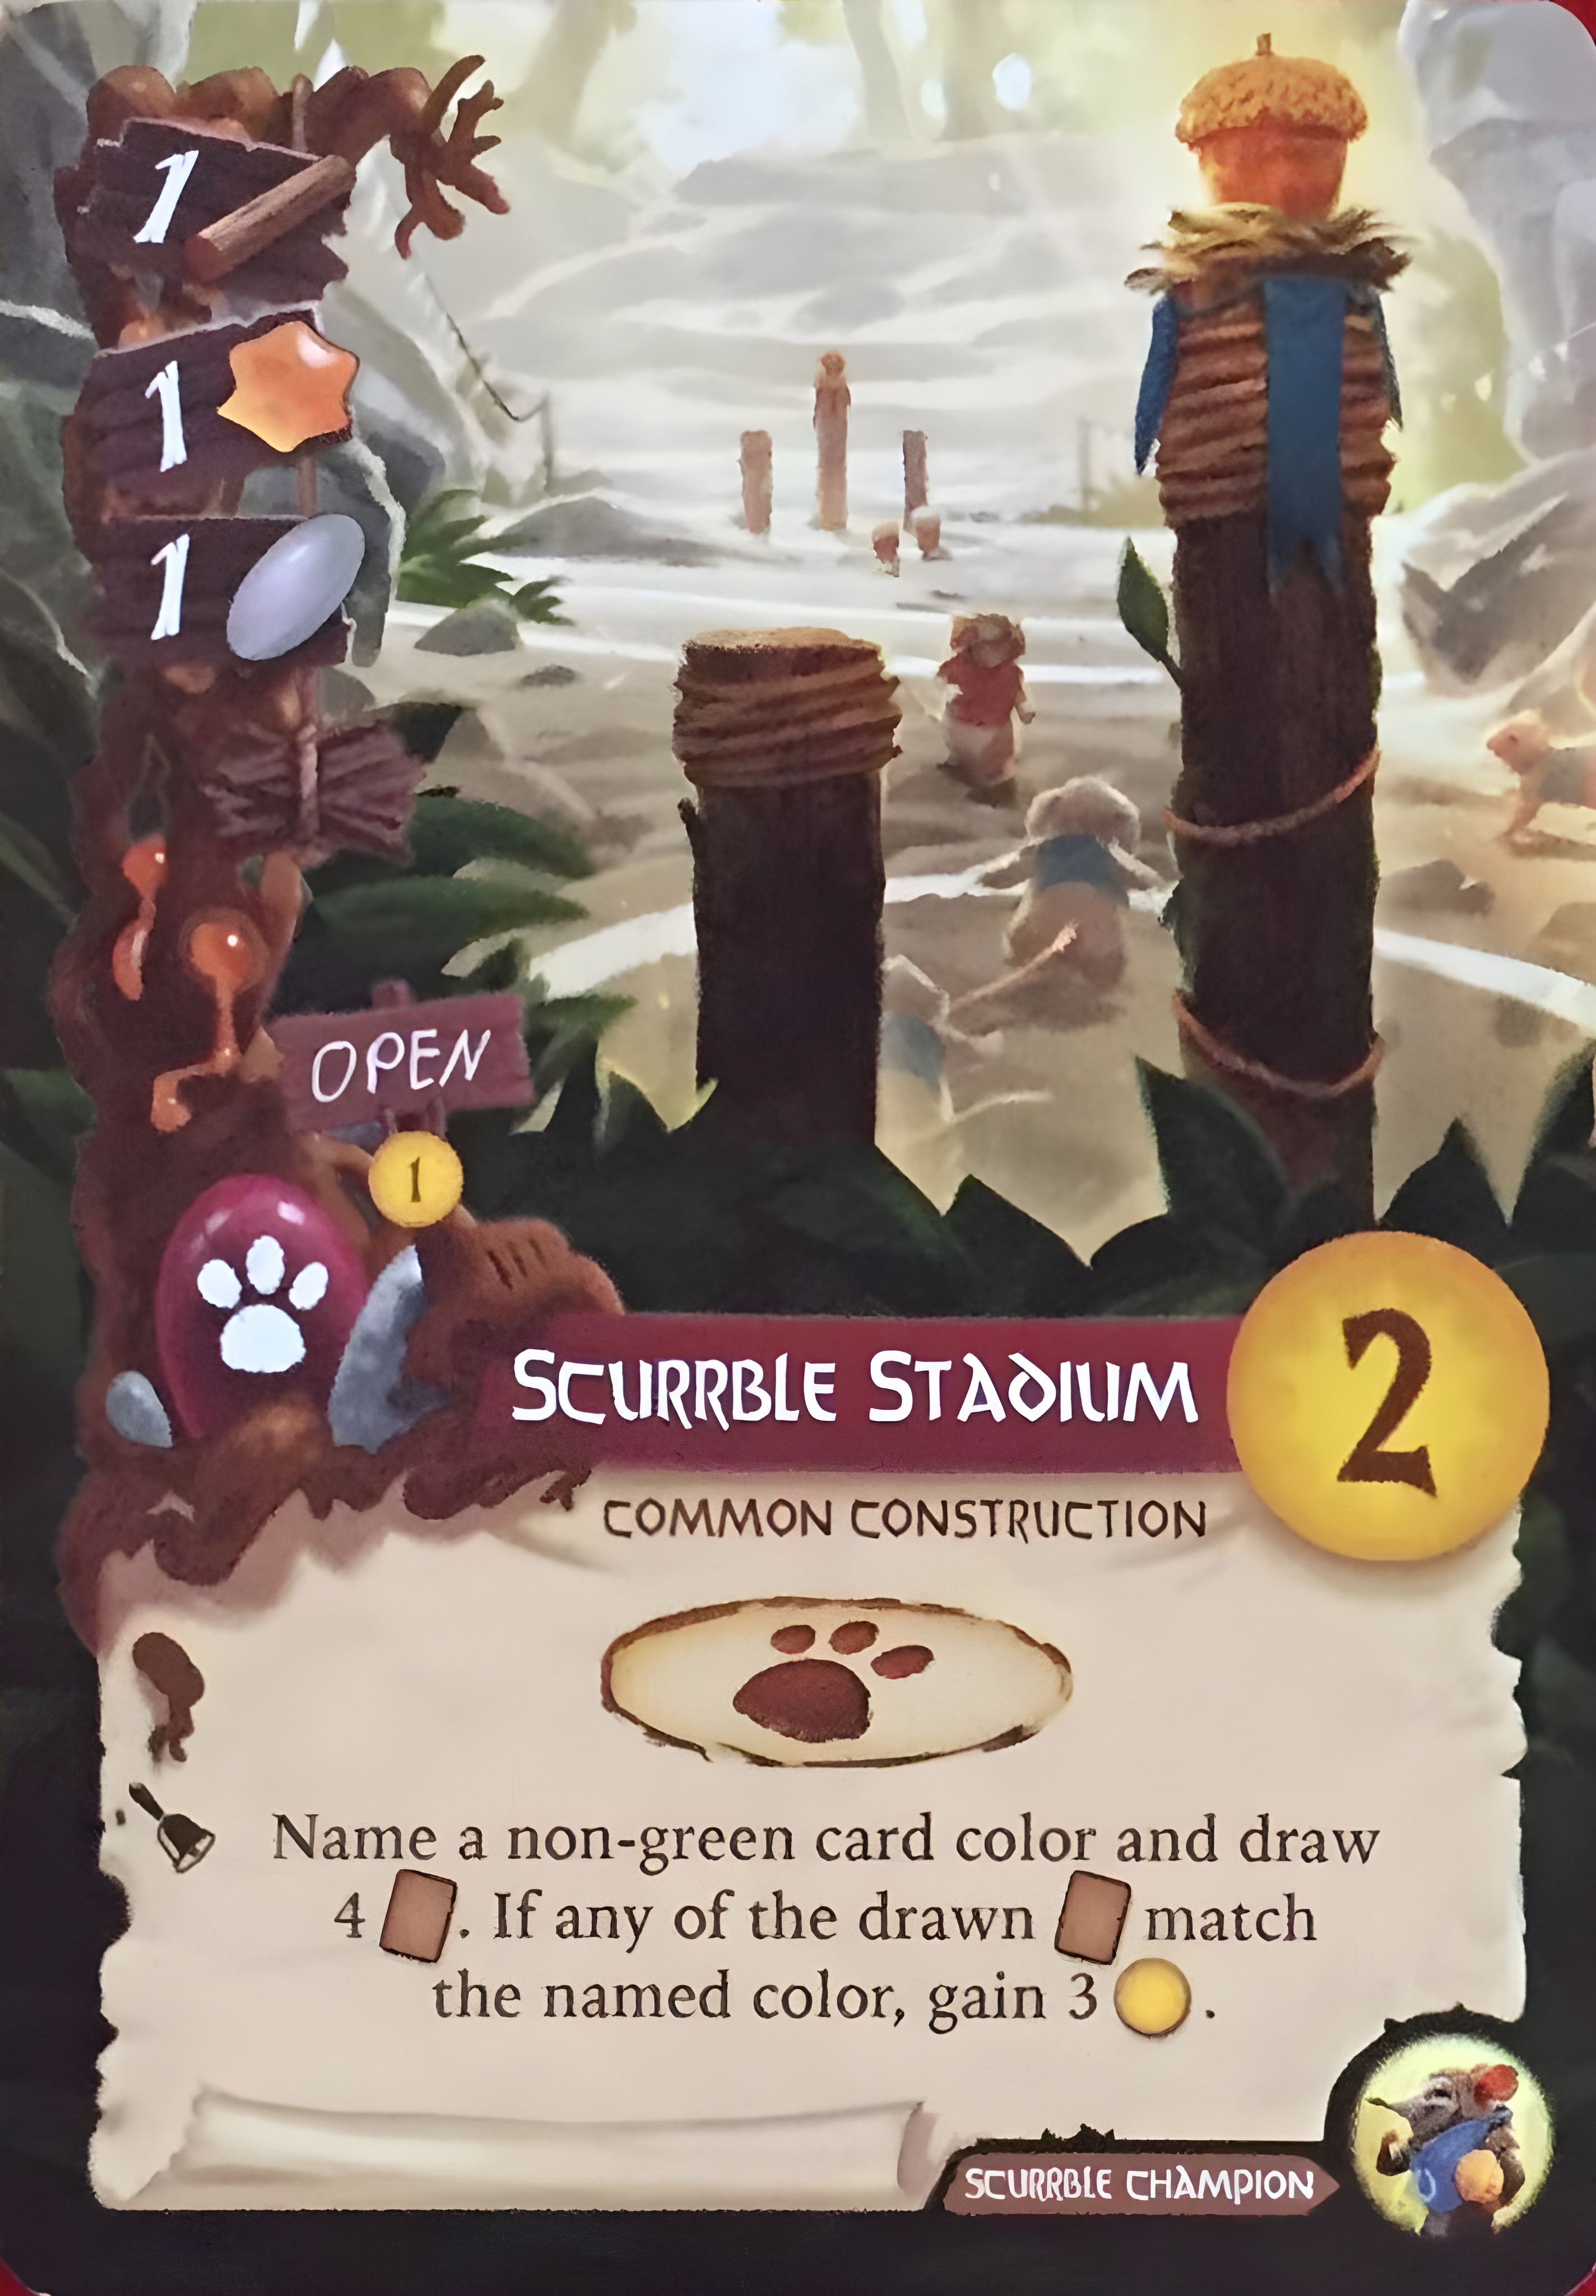 1
1
1
OPEN
1
SCURRBLE STADIUM
2
COMMON CONSTRUCTION
Name a non-green card color and draw
4 . If any of the drawn match
the named color, gain 3 .
SCURRBLE CHAMPION